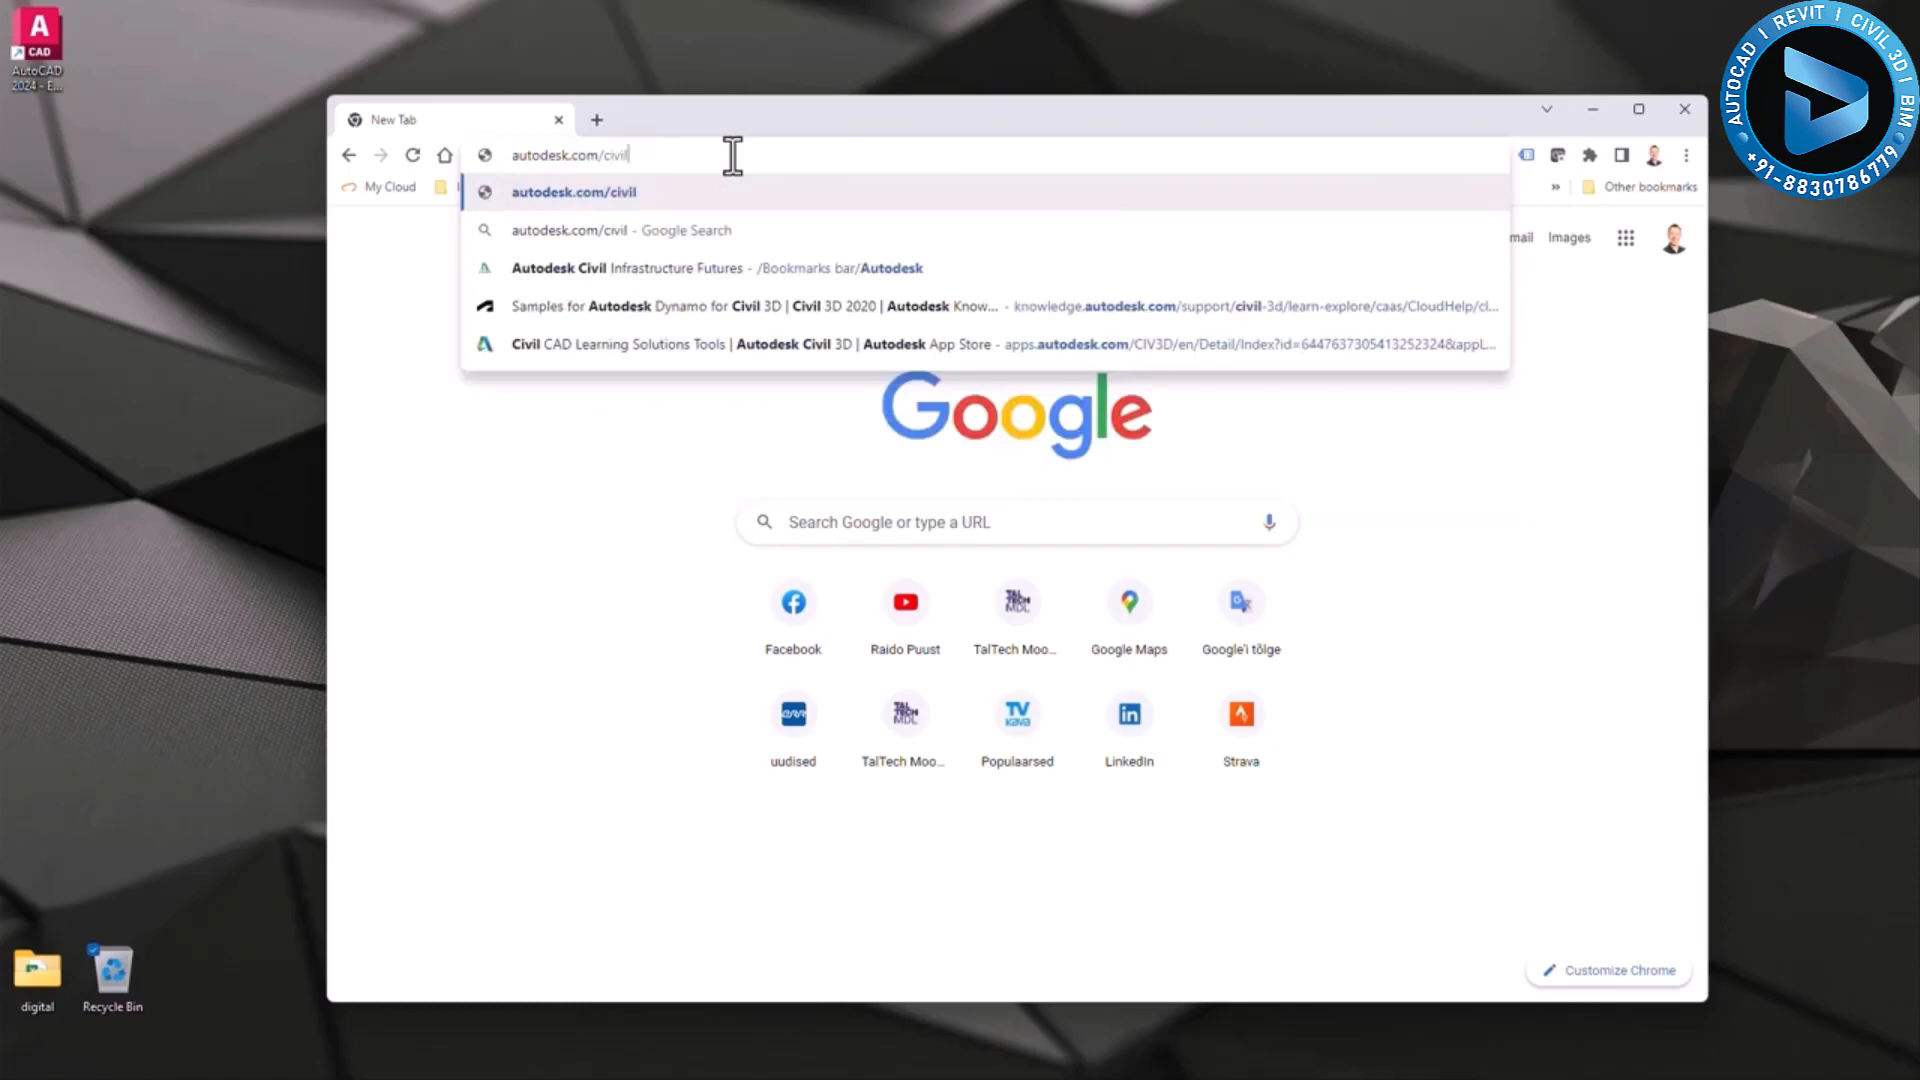 A
CAD
AutoCAD
2024 - E...
AUTOCAD | REVIT | CIVIL 3D | BIM
+91-8830786779
New Tab
autodesk.com/civil
My Cloud
Other bookmarks
autodesk.com/civil
autodesk.com/civil - Google Search
Autodesk Civil Infrastructure Futures - /Bookmarks bar/Autodesk
Samples for Autodesk Dynamo for Civil 3D | Civil 3D 2020 | Autodesk Know... - knowledge.autodesk.com/support/civil-3d/learn-explore/caas/CloudHelp/cl...
Civil CAD Learning Solutions Tools | Autodesk Civil 3D | Autodesk App Store - apps.autodesk.com/CIV3D/en/Detail/Index?id=6447637305413252324&appL...
mail Images
Google
Search Google or type a URL
Facebook
Raido Puust
TalTech Moo...
Google Maps
Google'i tõlge
uudised
TalTech Moo...
Populaarsed
LinkedIn
Strava
Customize Chrome
digital
Recycle Bin